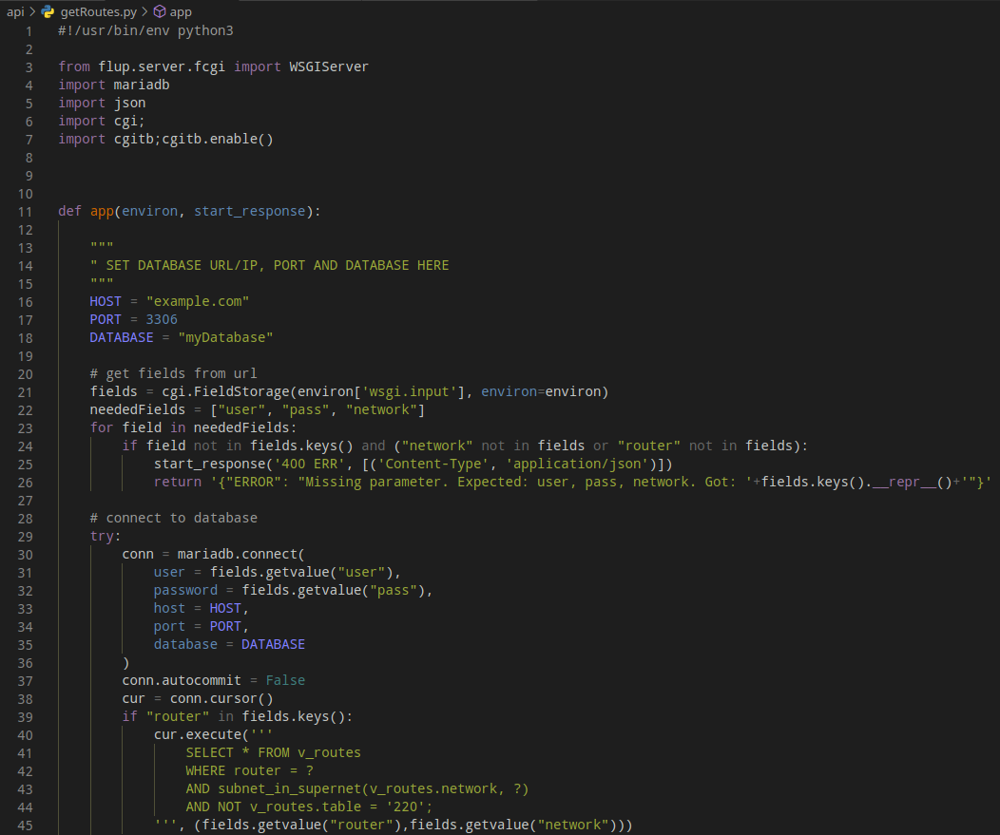 api > getRoutes.py > app
1 #!/usr/bin/env python3
2
3 from flup.server.fcgi import WSGIServer
4 import mariadb
5 import json
6 import cgi;
7 import cgitb;cgitb.enable()
8
9
10
11 def app(environ, start_response):
12
13     """
14     " SET DATABASE URL/IP, PORT AND DATABASE HERE
15     """
16     HOST = "example.com"
17     PORT = 3306
18     DATABASE = "myDatabase"
19
20     # get fields from url
21     fields = cgi.FieldStorage(environ['wsgi.input'], environ=environ)
22     neededFields = ["user", "pass", "network"]
23     for field in neededFields:
24         if field not in fields.keys() and ("network" not in fields or "router" not in fields):
25             start_response('400 ERR', [('Content-Type', 'application/json')])
26             return '{"ERROR": "Missing parameter. Expected: user, pass, network. Got: '+fields.keys().__repr__()+'"}'
27
28     # connect to database
29     try:
30         conn = mariadb.connect(
31             user = fields.getvalue("user"),
32             password = fields.getvalue("pass"),
33             host = HOST,
34             port = PORT,
35             database = DATABASE
36         )
37         conn.autocommit = False
38         cur = conn.cursor()
39         if "router" in fields.keys():
40             cur.execute('''
41                 SELECT * FROM v_routes
42                 WHERE router = ?
43                 AND subnet_in_supernet(v_routes.network, ?)
44                 AND NOT v_routes.table = '220';
45             ''', (fields.getvalue("router"),fields.getvalue("network")))